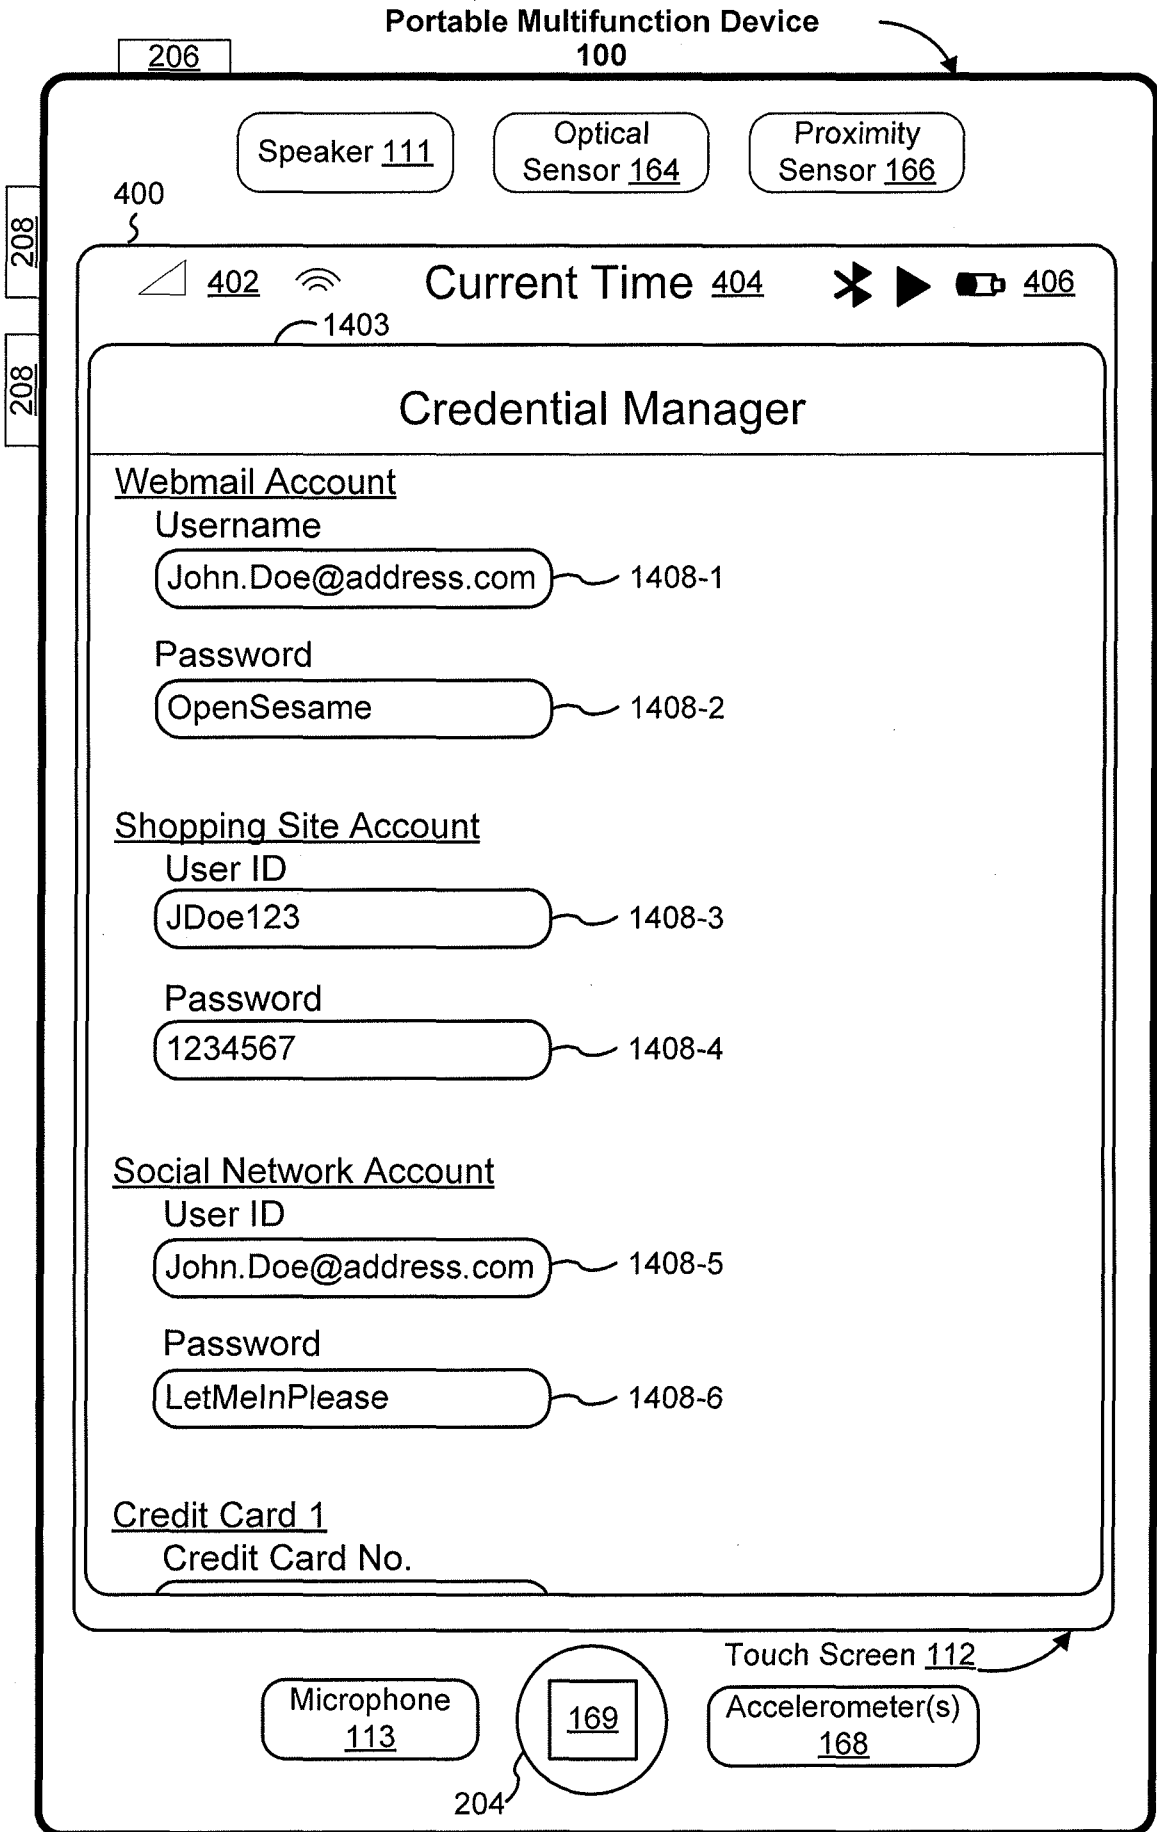 Portable Multifunction Device
100
206
Speaker 111
Optical
Sensor 164
Proximity
Sensor 166
400
208
402
Current Time 404
406
1403
208
Credential Manager
Webmail Account
Username
John.Doe@address.com
1408-1
Password
OpenSesame
1408-2
Shopping Site Account
User ID
JDoe123
1408-3
Password
1234567
1408-4
Social Network Account
User ID
John.Doe@address.com
1408-5
Password
LetMeInPlease
1408-6
Credit Card 1
Credit Card No.
Touch Screen 112
Microphone
113
169
Accelerometer(s)
168
204